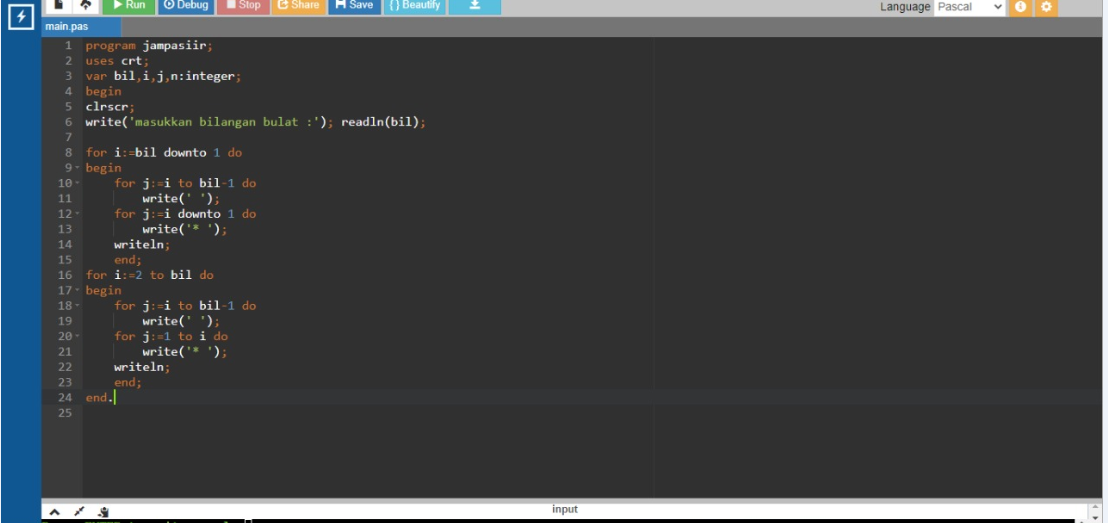 Run Debug Stop Share Save { } Beautify Language Pascal
main.pas
1 program jampasiir;
2 uses crt;
3 var bil,i,j,n:integer;
4 begin
5 clrscr;
6 write('masukkan bilangan bulat :'); readln(bil);
7
8 for i:=bil downto 1 do
9 begin
10 for j:=i to bil-1 do
11 write(' ');
12 for j:=i downto 1 do
13 write('* ');
14 writeln;
15 end;
16 for i:=2 to bil do
17 begin
18 for j:=i to bil-1 do
19 write(' ');
20 for j:=1 to i do
21 write('* ');
22 writeln;
23 end;
24 end.
25
input